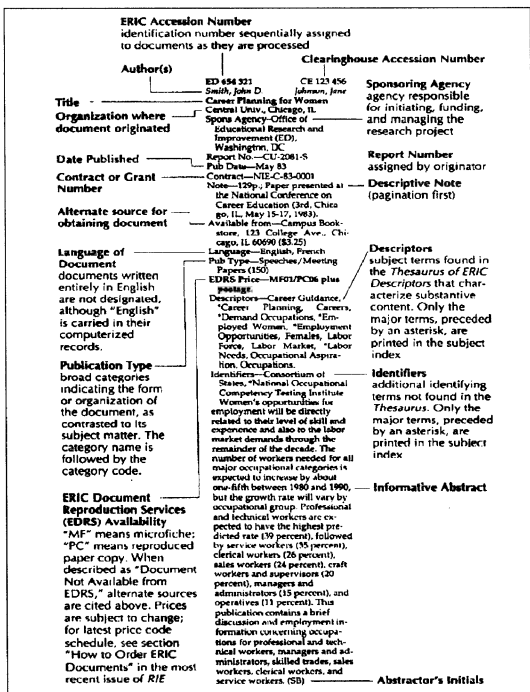 ERIC Accession Number
identification number sequentially assigned
to documents as they are processed
Clearinghouse Accession Number
Author(s)
ED 654 321 CE 123 456
Smith, John D. Johnson, Jane
Title
Career Planning for Women
Organization where
document originated
Central Univ., Chicago, IL
Spons Agency—Office of
Educational Research and
Improvement (ED),
Washington, DC
Sponsoring Agency
agency responsible
for initiating, funding,
and managing the
research project
Report No.—CU-2081-S
Report Number
assigned by originator
Date Published
Pub Date—May 83
Contract or Grant
Number
Contract—NIE-C-83-0001
Note—129p.; Paper presented at
the National Conference on
Career Education (3rd, Chica
go, IL, May 15-17, 1983).
Descriptive Note
(pagination first)
Alternate source for
obtaining document
Available from—Campus Book-
store, 123 College Ave., Chi-
cago, IL 60690 ($3.25)
Language of
Document
documents written
entirely in English
are not designated,
although "English"
is carried in their
computerized
records.
Language—English, French
Pub Type—Speeches/Meeting
Papers (150)
EDRS Price—MF01/PC06 plus
postage.
Descriptors—Career Guidance,
*Career Planning, Careers,
*Demand Occupations, *Em-
ployed Women, *Employment
Opportunities, Females, Labor
Force, Labor Market, *Labor
Needs, Occupational Aspira-
tion, Occupations.
Descriptors
subject terms found in
the Thesaurus of ERIC
Descriptors that char-
acterize substantive
content. Only the
major terms, preceded
by an asterisk, are
printed in the subject
index
Publication Type
broad categories
indicating the form
or organization of
the document, as
contrasted to its
subject matter. The
category name is
followed by the
category code.
Identifiers—Consortium of
States, *National Occupational
Competency Testing Institute
Identifiers
additional identifying
terms not found in the
Thesaurus. Only the
major terms, preceded
by an asterisk, are
printed in the subject
index
Women's opportunities for
employment will be directly
related to their level of skill and
experience and also to the labor
market demands through the
remainder of the decade. The
number of workers needed for all
major occupational categories is
expected to increase by about
one-fifth between 1980 and 1990,
but the growth rate will vary by
occupational group. Professional
and technical workers are ex-
pected to have the highest pre-
dicted rate (39 percent), followed
by service workers (35 percent),
clerical workers (26 percent),
sales workers (24 percent), craft
workers and supervisors (20
percent), managers and
administrators (15 percent), and
operatives (11 percent). This
publication contains a brief
discussion and employment in-
formation concerning occupa-
tions for professional and tech-
nical workers, managers and ad-
ministrators, skilled trades, sales
workers, clerical workers, and
service workers. (SB)
Informative Abstract
ERIC Document
Reproduction Services
(EDRS) Availability
"MF" means microfiche;
"PC" means reproduced
paper copy. When
described as "Document
Not Available from
EDRS," alternate sources
are cited above. Prices
are subject to change;
for latest price code
schedule, see section
"How to Order ERIC
Documents" in the most
recent issue of RIE
Abstractor's Initials